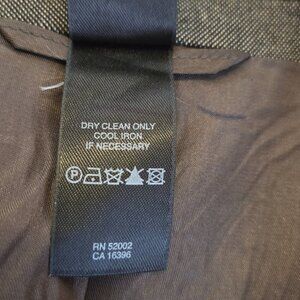 DRY CLEAN ONLY
COOL IRON
IF NECESSARY
P
RN 52002
CA 16396